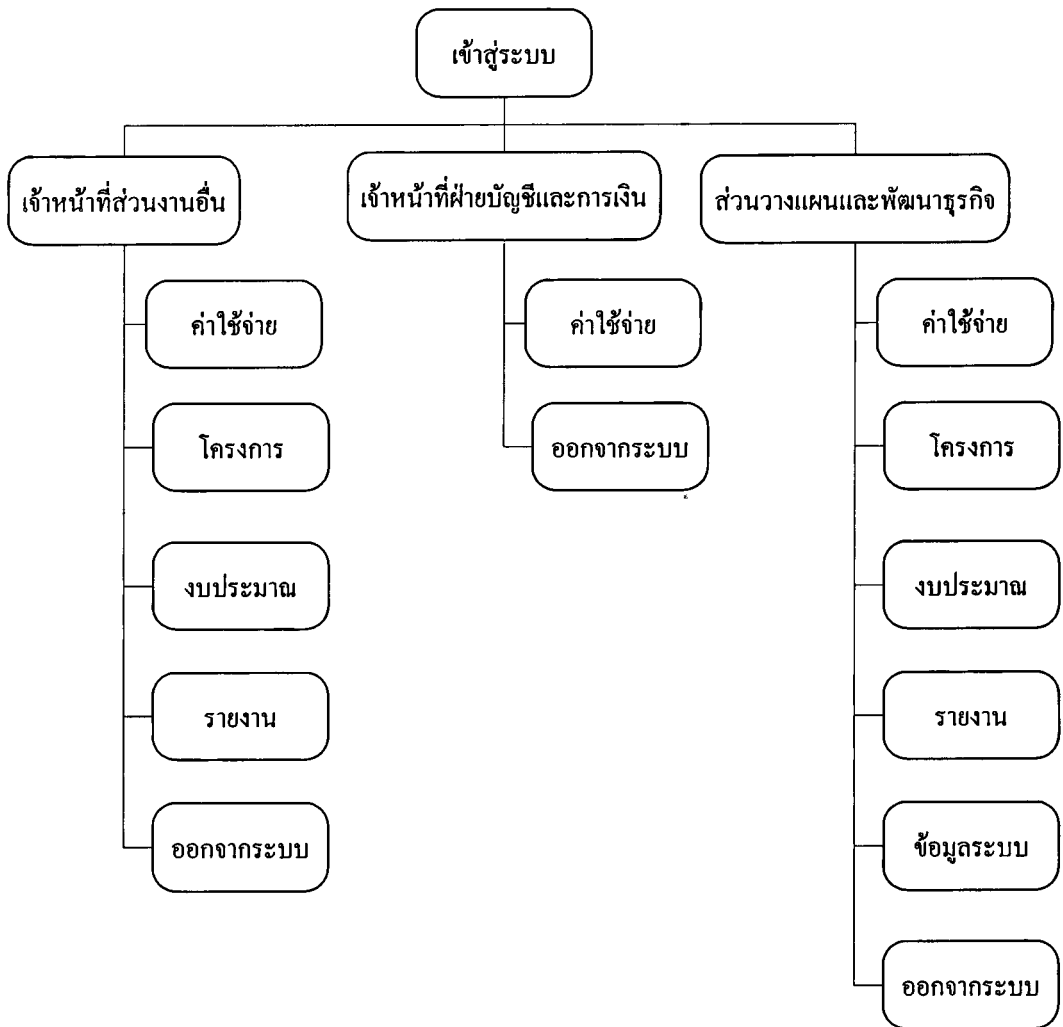 เข้าสู่ระบบ
เจ้าหน้าที่ส่วนงานอื่น
เจ้าหน้าที่ฝ่ายบัญชีและการเงิน
ส่วนวางแผนและพัฒนาธุรกิจ
ค่าใช้จ่าย
โครงการ
งบประมาณ
รายงาน
ออกจากระบบ
ค่าใช้จ่าย
ออกจากระบบ
ค่าใช้จ่าย
โครงการ
งบประมาณ
รายงาน
ข้อมูลระบบ
ออกจากระบบ